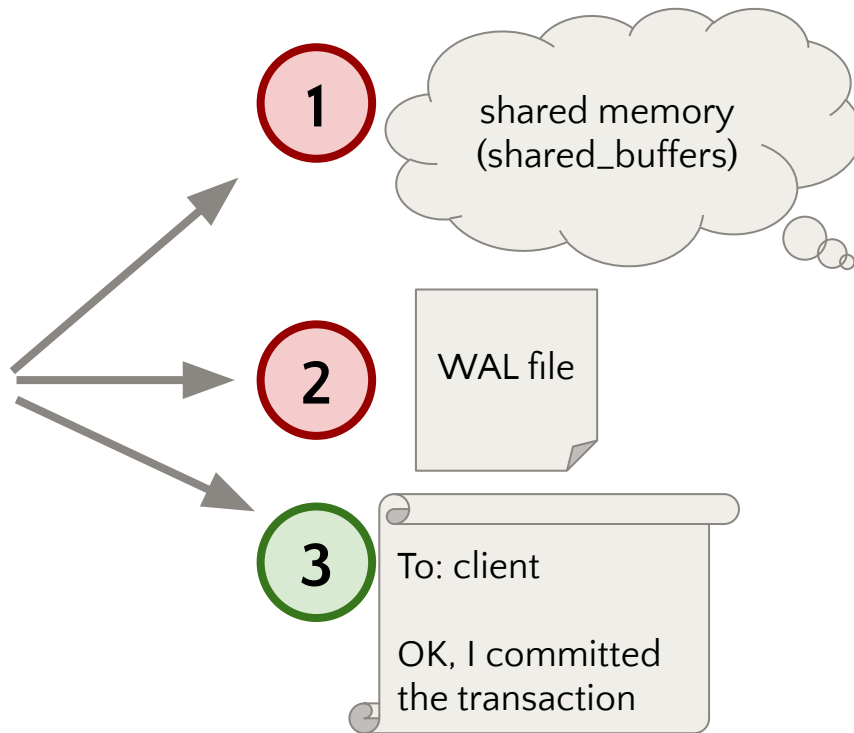 1
shared memory
(shared_buffers)
2
WAL file
3
To: client
OK, I committed
the transaction